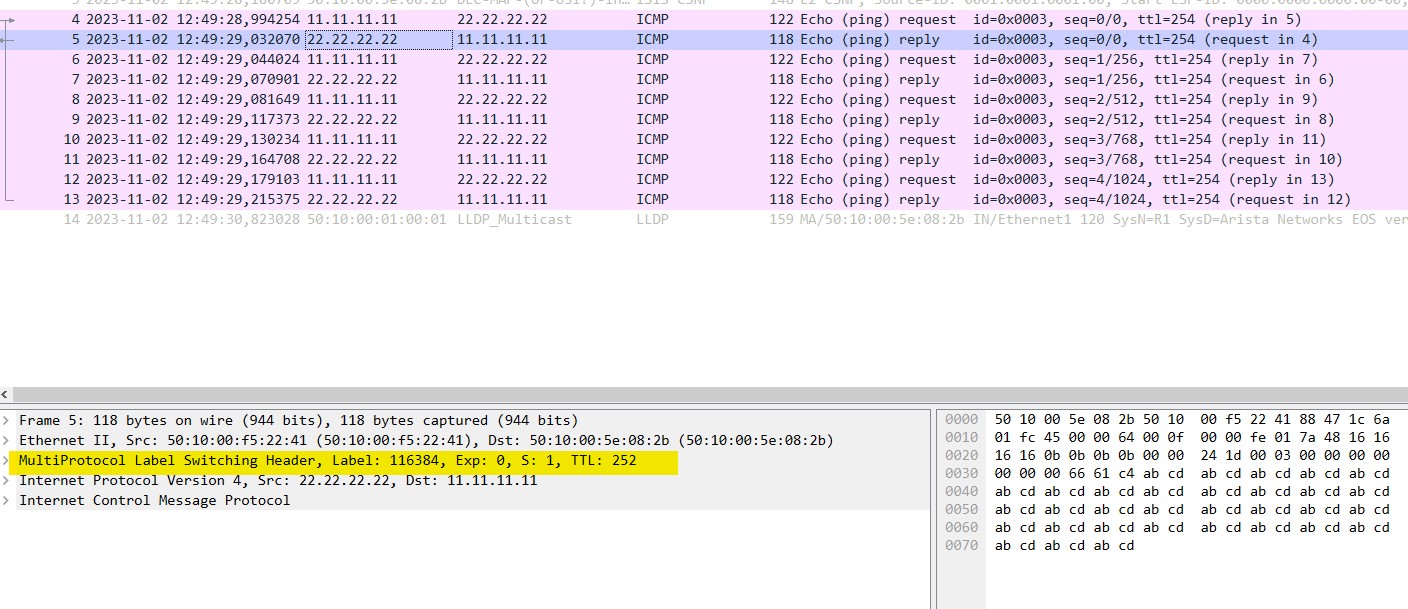 4 2023-11-02 12:49:28,994254 11.11.11.11 22.22.22.22 ICMP 122 Echo (ping) request id=0x0003, seq=0/0, ttl=254 (reply in 5)
5 2023-11-02 12:49:29,032070 22.22.22.22 11.11.11.11 ICMP 118 Echo (ping) reply id=0x0003, seq=0/0, ttl=254 (request in 4)
6 2023-11-02 12:49:29,044024 11.11.11.11 22.22.22.22 ICMP 122 Echo (ping) request id=0x0003, seq=1/256, ttl=254 (reply in 7)
7 2023-11-02 12:49:29,070901 22.22.22.22 11.11.11.11 ICMP 118 Echo (ping) reply id=0x0003, seq=1/256, ttl=254 (request in 6)
8 2023-11-02 12:49:29,081649 11.11.11.11 22.22.22.22 ICMP 122 Echo (ping) request id=0x0003, seq=2/512, ttl=254 (reply in 9)
9 2023-11-02 12:49:29,117373 22.22.22.22 11.11.11.11 ICMP 118 Echo (ping) reply id=0x0003, seq=2/512, ttl=254 (request in 8)
10 2023-11-02 12:49:29,130234 11.11.11.11 22.22.22.22 ICMP 122 Echo (ping) request id=0x0003, seq=3/768, ttl=254 (reply in 11)
11 2023-11-02 12:49:29,164708 22.22.22.22 11.11.11.11 ICMP 118 Echo (ping) reply id=0x0003, seq=3/768, ttl=254 (request in 10)
12 2023-11-02 12:49:29,179103 11.11.11.11 22.22.22.22 ICMP 122 Echo (ping) request id=0x0003, seq=4/1024, ttl=254 (reply in 13)
13 2023-11-02 12:49:29,215375 22.22.22.22 11.11.11.11 ICMP 118 Echo (ping) reply id=0x0003, seq=4/1024, ttl=254 (request in 12)
14 2023-11-02 12:49:30,823028 50:10:00:01:00:01 LLDP_Multicast LLDP 159 MA/50:10:00:5e:08:2b IN/Ethernet1 120 SysN=R1 SysD=Arista Networks EOS ver
Frame 5: 118 bytes on wire (944 bits), 118 bytes captured (944 bits)
Ethernet II, Src: 50:10:00:f5:22:41 (50:10:00:f5:22:41), Dst: 50:10:00:5e:08:2b (50:10:00:5e:08:2b)
MultiProtocol Label Switching Header, Label: 116384, Exp: 0, S: 1, TTL: 252
Internet Protocol Version 4, Src: 22.22.22.22, Dst: 11.11.11.11
Internet Control Message Protocol
0000 50 10 00 5e 08 2b 50 10 00 f5 22 41 88 47 1c 6a
0010 01 fc 45 00 00 64 00 0f 00 00 fe 01 7a 48 16 16
0020 16 16 0b 0b 0b 0b 00 00 24 1d 00 03 00 00 00 00
0030 00 00 00 66 61 c4 ab cd ab cd ab cd ab cd ab cd
0040 ab cd ab cd ab cd ab cd ab cd ab cd ab cd ab cd
0050 ab cd ab cd ab cd ab cd ab cd ab cd ab cd ab cd
0060 ab cd ab cd ab cd ab cd ab cd ab cd ab cd ab cd
0070 ab cd ab cd ab cd